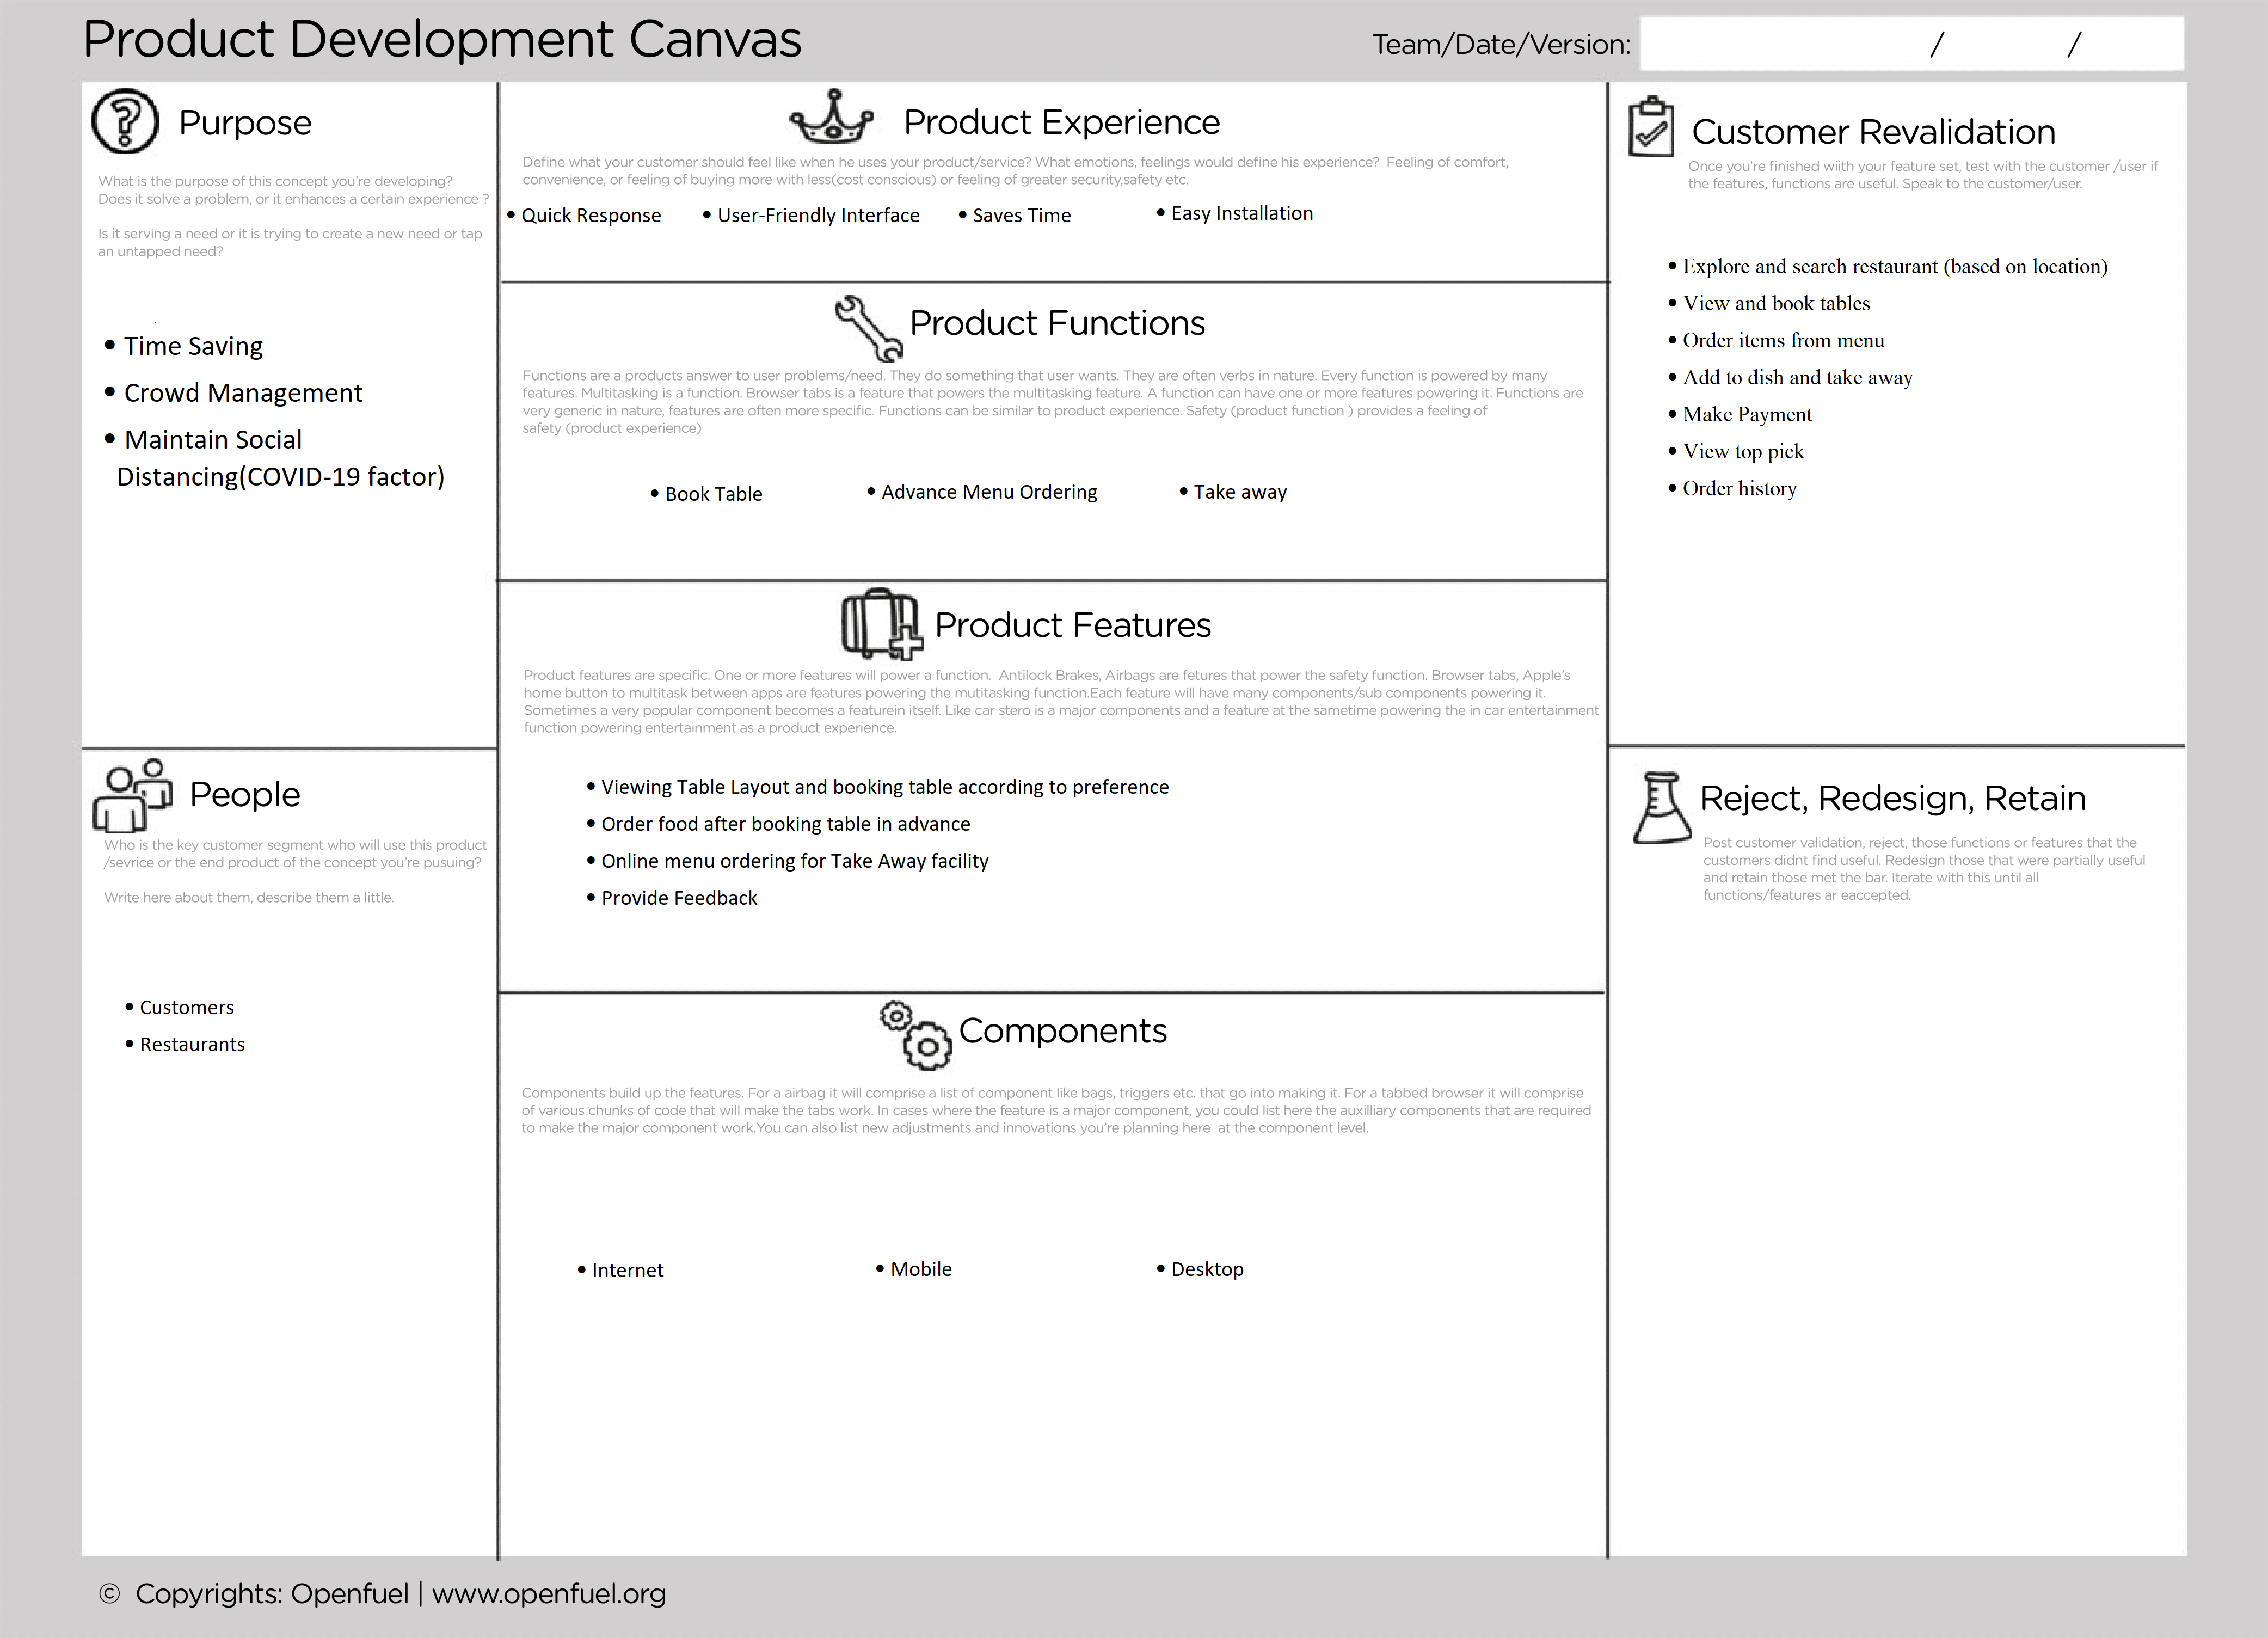 Product Development Canvas
Team/Date/Version: / /
Purpose
What is the purpose of this concept you're developing?
Does it solve a problem, or it enhances a certain experience ?
Is it serving a need or it is trying to create a new need or tap
an untapped need?
• Time Saving
• Crowd Management
• Maintain Social
Distancing(COVID-19 factor)
People
Who is the key customer segment who will use this product
/sevrice or the end product of the concept you're pusuing?
Write here about them, describe them a little.
• Customers
• Restaurants
Product Experience
Define what your customer should feel like when he uses your product/service? What emotions, feelings would define his experience? Feeling of comfort,
convenience, or feeling of buying more with less(cost conscious) or feeling of greater security,safety etc.
• Quick Response • User-Friendly Interface • Saves Time • Easy Installation
Product Functions
Functions are a products answer to user problems/need. They do something that user wants. They are often verbs in nature. Every function is powered by many
features. Multitasking is a function. Browser tabs is a feature that powers the multitasking feature. A function can have one or more features powering it. Functions are
very generic in nature, features are often more specific. Functions can be similar to product experience. Safety (product function ) provides a feeling of
safety (product experience)
• Book Table • Advance Menu Ordering • Take away
Product Features
Product features are specific. One or more features will power a function. Antilock Brakes, Airbags are fetures that power the safety function. Browser tabs, Apple's
home button to multitask between apps are features powering the mutitasking function.Each feature will have many components/sub components powering it.
Sometimes a very popular component becomes a featurein itself. Like car stero is a major components and a feature at the sametime powering the in car entertainment
function powering entertainment as a product experience.
• Viewing Table Layout and booking table according to preference
• Order food after booking table in advance
• Online menu ordering for Take Away facility
• Provide Feedback
Components
Components build up the features. For a airbag it will comprise a list of component like bags, triggers etc. that go into making it. For a tabbed browser it will comprise
of various chunks of code that will make the tabs work. In cases where the feature is a major component, you could list here the auxilliary components that are required
to make the major component work.You can also list new adjustments and innovations you're planning here at the component level.
• Internet • Mobile • Desktop
Customer Revalidation
Once you're finished wiith your feature set, test with the customer /user if
the features, functions are useful. Speak to the customer/user.
• Explore and search restaurant (based on location)
• View and book tables
• Order items from menu
• Add to dish and take away
• Make Payment
• View top pick
• Order history
Reject, Redesign, Retain
Post customer validation, reject, those functions or features that the
customers didnt find useful. Redesign those that were partially useful
and retain those met the bar. Iterate with this until all
functions/features ar eaccepted.
© Copyrights: Openfuel | www.openfuel.org